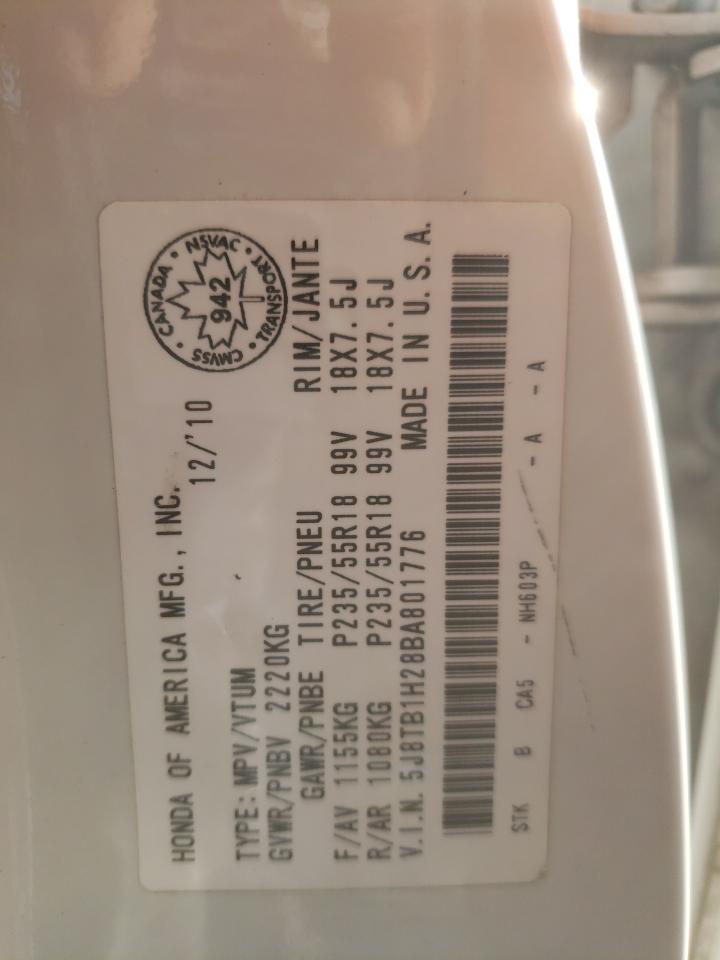 HONDA OF AMERICA MFG., INC.
12/'10
CANADA · NSVAC · TRANSPORT · CMVSS ·
942
TYPE: MPV/VTUM
GVWR/PNBV 2220KG
GAWR/PNBE TIRE/PNEU RIM/JANTE
F/AV 1155KG P235/55R18 99V 18X7.5J
R/AR 1080KG P235/55R18 99V 18X7.5J
V.I.N. 5J8TB1H28BA801776 MADE IN U.S.A.
STK B CA5 - NH603P - A - A